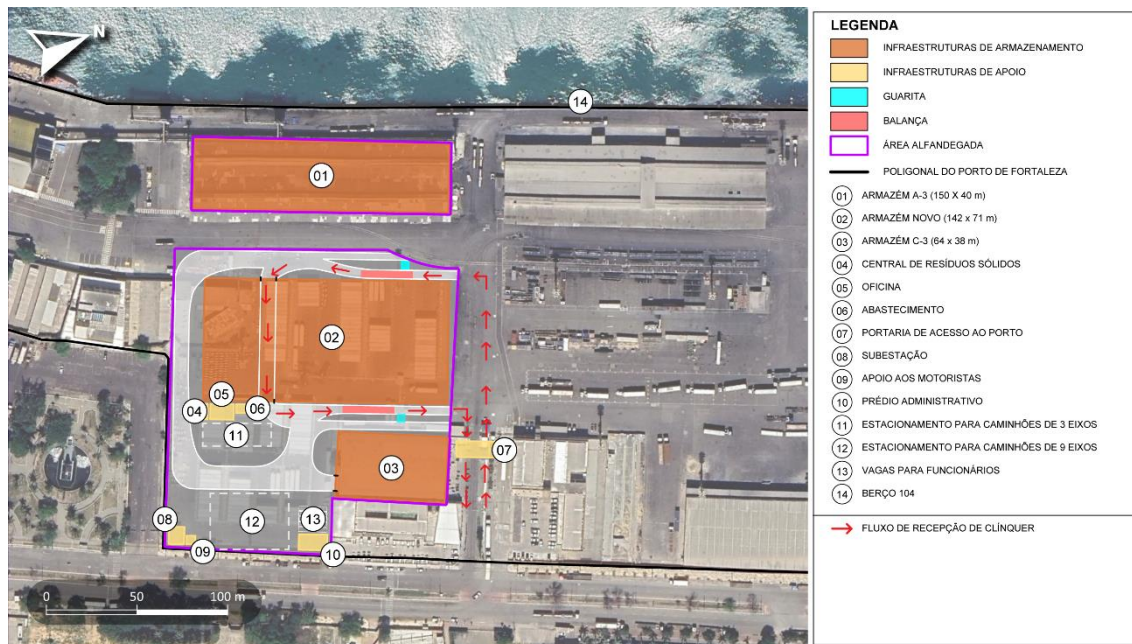 N
14
01
02
05
04
06
11
03
07
08
12
13
09
10
0 50 100 m
LEGENDA
INFRAESTRUTURAS DE ARMAZENAMENTO
INFRAESTRUTURAS DE APOIO
GUARITA
BALANÇA
ÁREA ALFANDEGADA
POLIGONAL DO PORTO DE FORTALEZA
01 ARMAZÉM A-3 (150 X 40 m)
02 ARMAZÉM NOVO (142 x 71 m)
03 ARMAZÉM C-3 (64 x 38 m)
04 CENTRAL DE RESÍDUOS SÓLIDOS
05 OFICINA
06 ABASTECIMENTO
07 PORTARIA DE ACESSO AO PORTO
08 SUBESTAÇÃO
09 APOIO AOS MOTORISTAS
10 PRÉDIO ADMINISTRATIVO
11 ESTACIONAMENTO PARA CAMINHÕES DE 3 EIXOS
12 ESTACIONAMENTO PARA CAMINHÕES DE 9 EIXOS
13 VAGAS PARA FUNCIONÁRIOS
14 BERÇO 104
FLUXO DE RECEPÇÃO DE CLÍNQUER